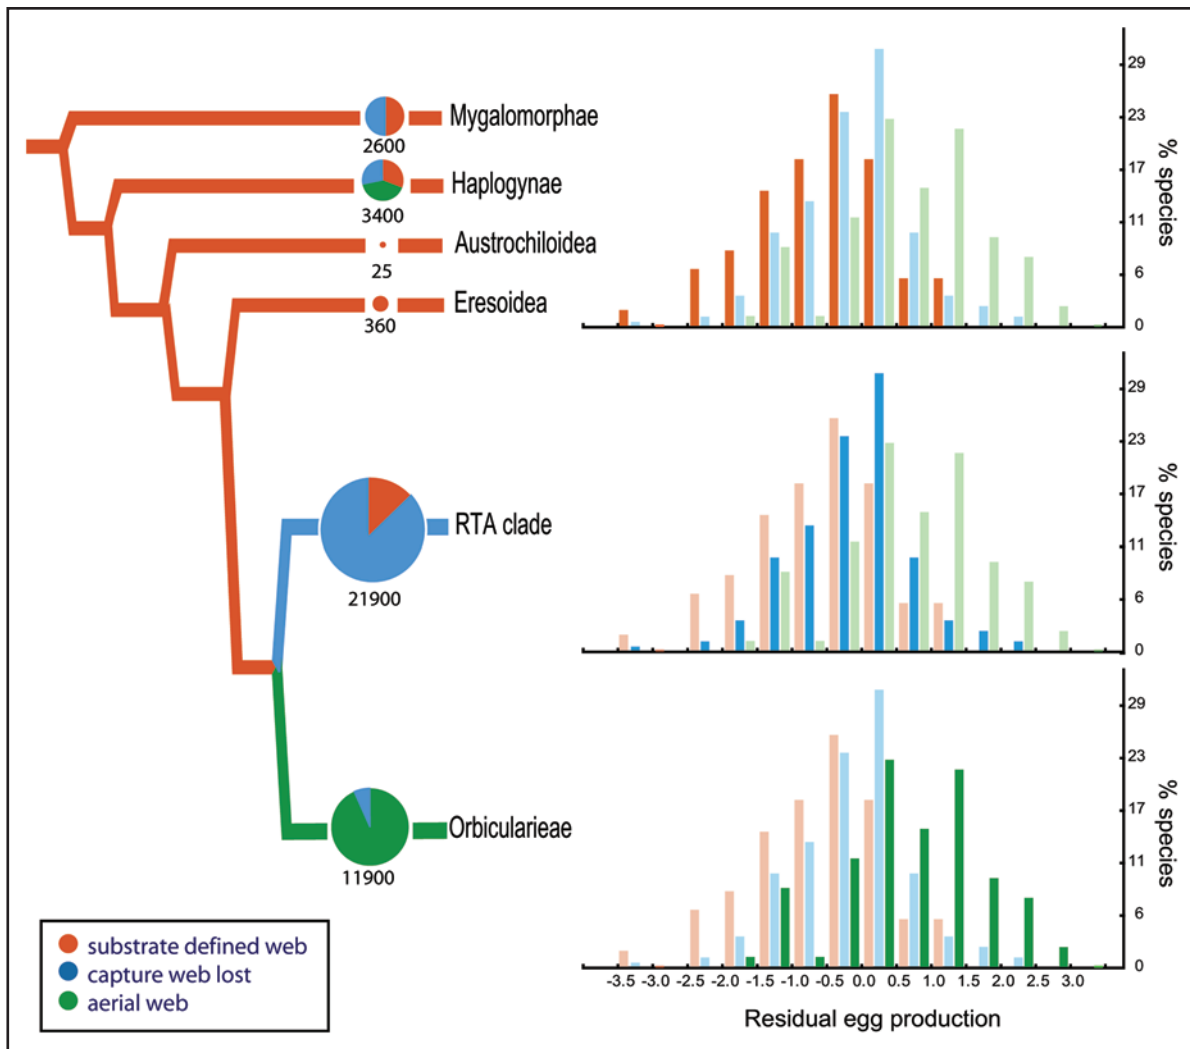 Mygalomorphae
2600
Haplogynae
3400
Austrochiloidea
25
Eresoidea
360
RTA clade
21900
Orbicularieae
11900
substrate defined web
capture web lost
aerial web
29
23
17
11
6
0
% species
29
23
17
11
6
0
% species
29
23
17
11
6
0
% species
-3.5 -3.0 -2.5 -2.0 -1.5 -1.0 -0.5 0.0 0.5 1.0 1.5 2.0 2.5 3.0
Residual egg production